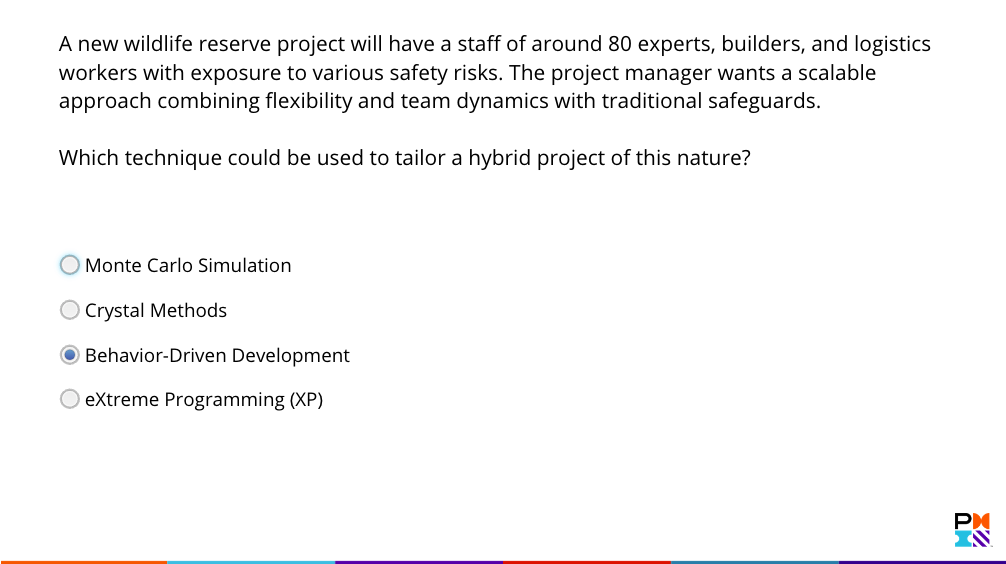 A new wildlife reserve project will have a staff of around 80 experts, builders, and logistics
workers with exposure to various safety risks. The project manager wants a scalable
approach combining flexibility and team dynamics with traditional safeguards.
Which technique could be used to tailor a hybrid project of this nature?
Monte Carlo Simulation
Crystal Methods
Behavior-Driven Development
eXtreme Programming (XP)